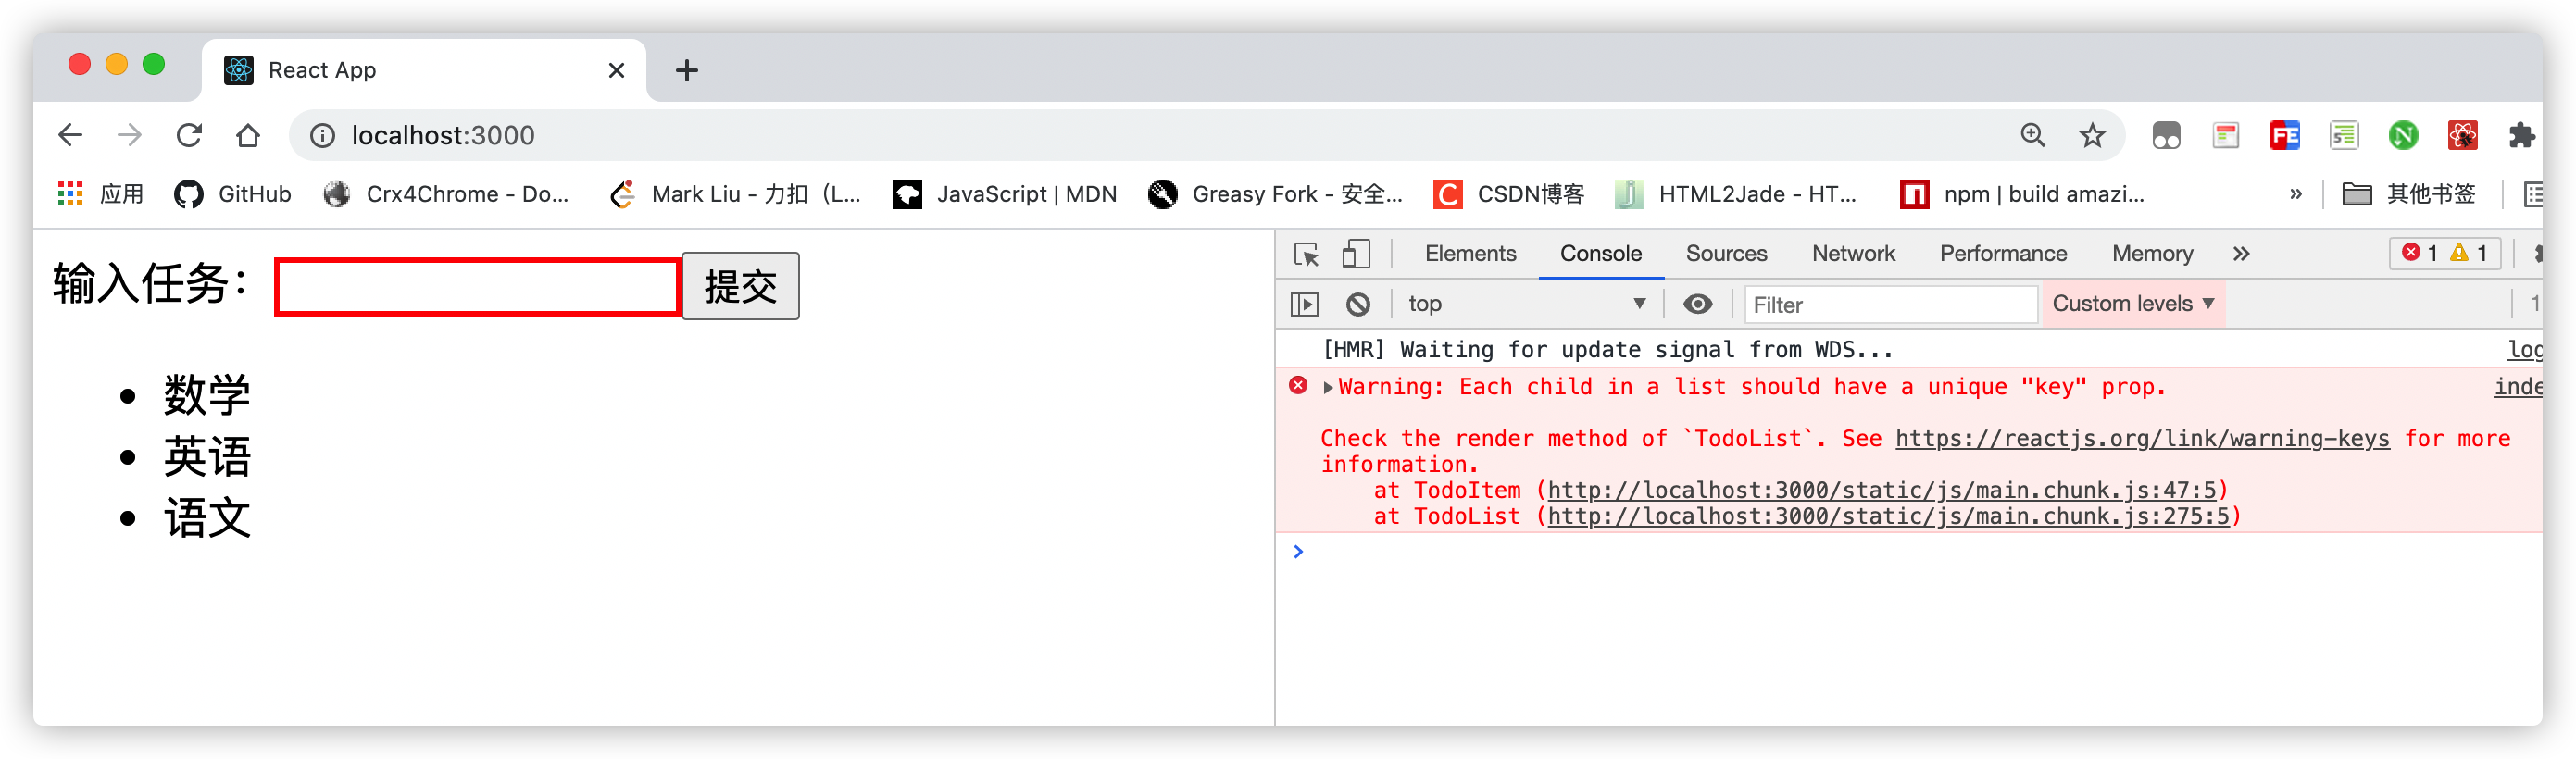 React App
localhost:3000
应用 GitHub Crx4Chrome - Do... Mark Liu - 力扣（L... JavaScript | MDN Greasy Fork - 安全... CSDN博客 HTML2Jade - HT... npm | build amazi... » 其他书签
输入任务： 提交
数学
英语
语文
Elements Console Sources Network Performance Memory » 1 1
top Filter Custom levels 1
[HMR] Waiting for update signal from WDS... log
Warning: Each child in a list should have a unique "key" prop. inde
Check the render method of `TodoList`. See https://reactjs.org/link/warning-keys for more
information.
at TodoItem (http://localhost:3000/static/js/main.chunk.js:47:5)
at TodoList (http://localhost:3000/static/js/main.chunk.js:275:5)